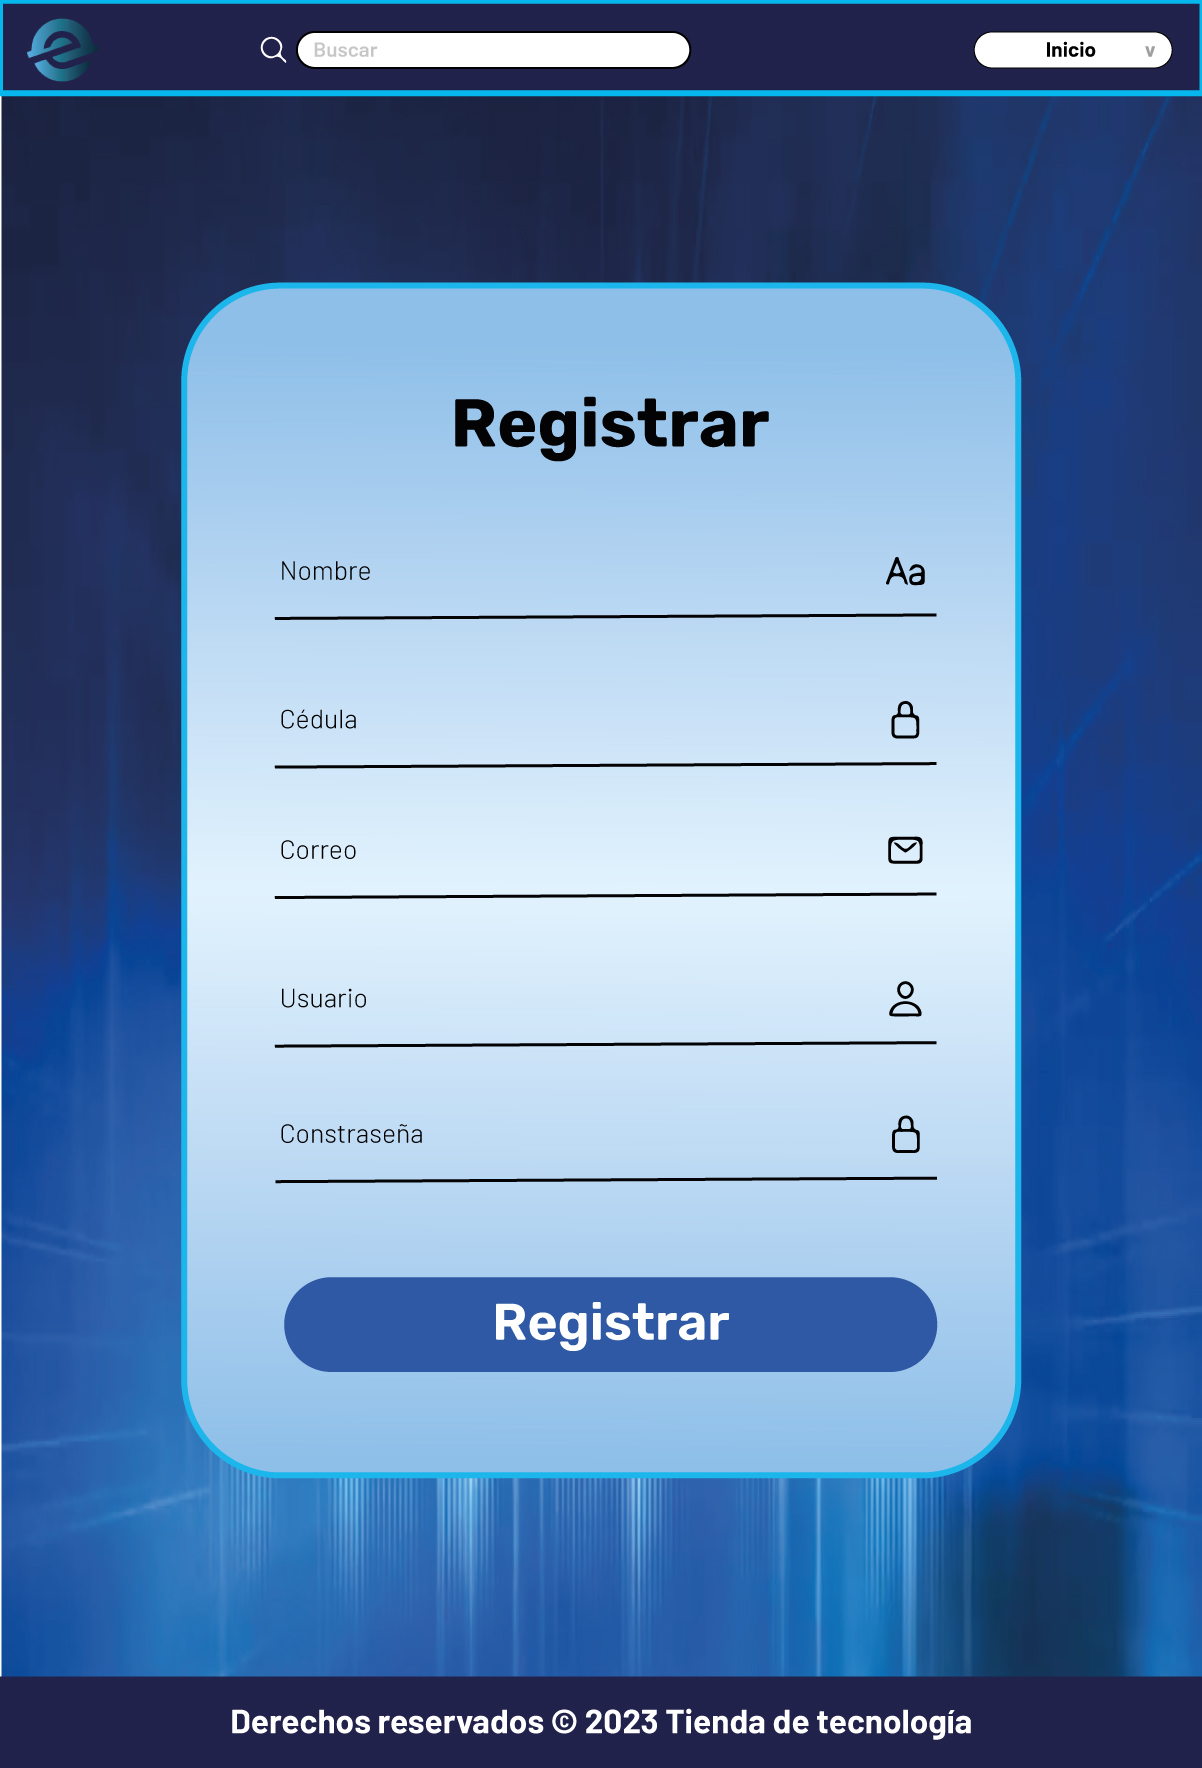 Buscar
Inicio v
Registrar
Nombre
Aa
Cédula
Correo
Usuario
Constraseña
Registrar
Derechos reservados © 2023 Tienda de tecnología